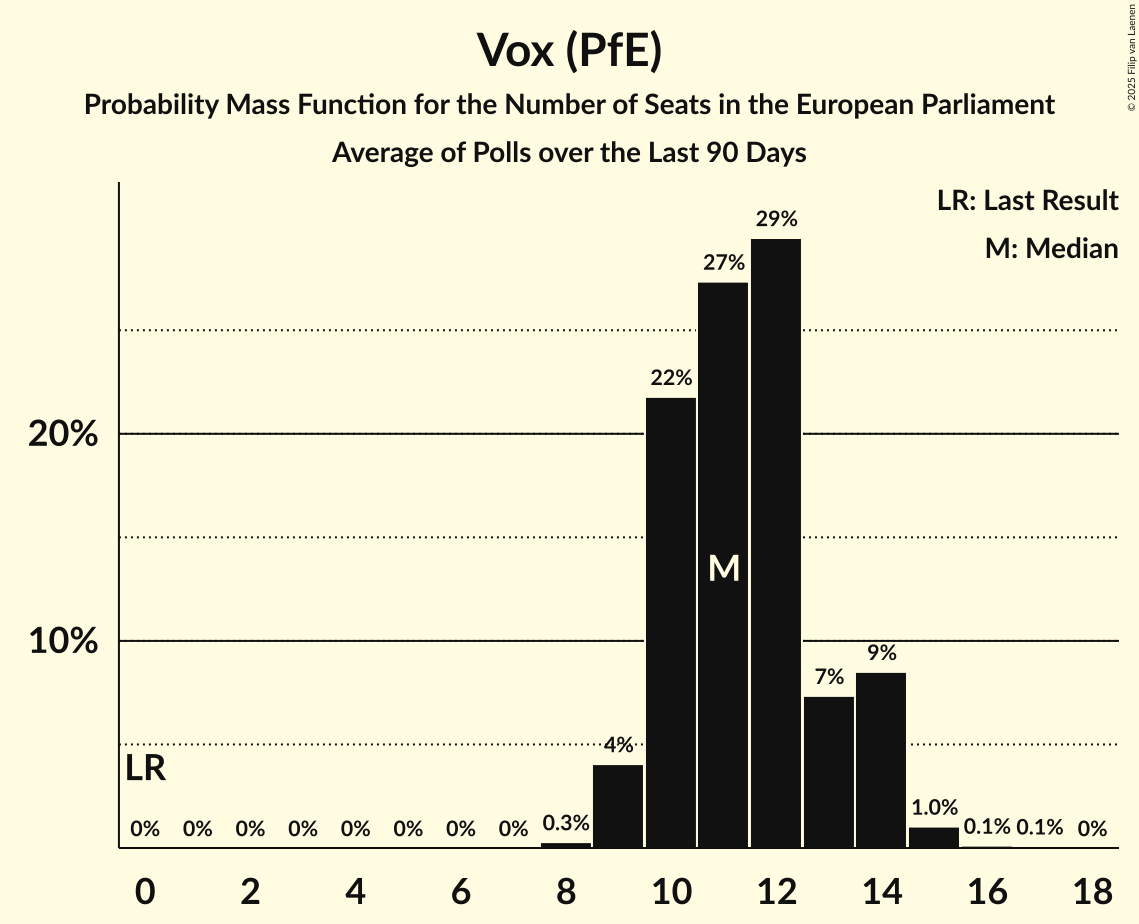 Vox (PfE)
Probability Mass Function for the Number of Seats in the European Parliament
Average of Polls over the Last 90 Days
© 2025 Filip van Laenen
LR: Last Result
M: Median
29%
27%
22%
20%
M
10%
9%
7%
4%
LR
0% 0% 0% 0% 0% 0% 0% 0% 0.3% 1.0% 0.1% 0.1% 0%
0 2 4 6 8 10 12 14 16 18